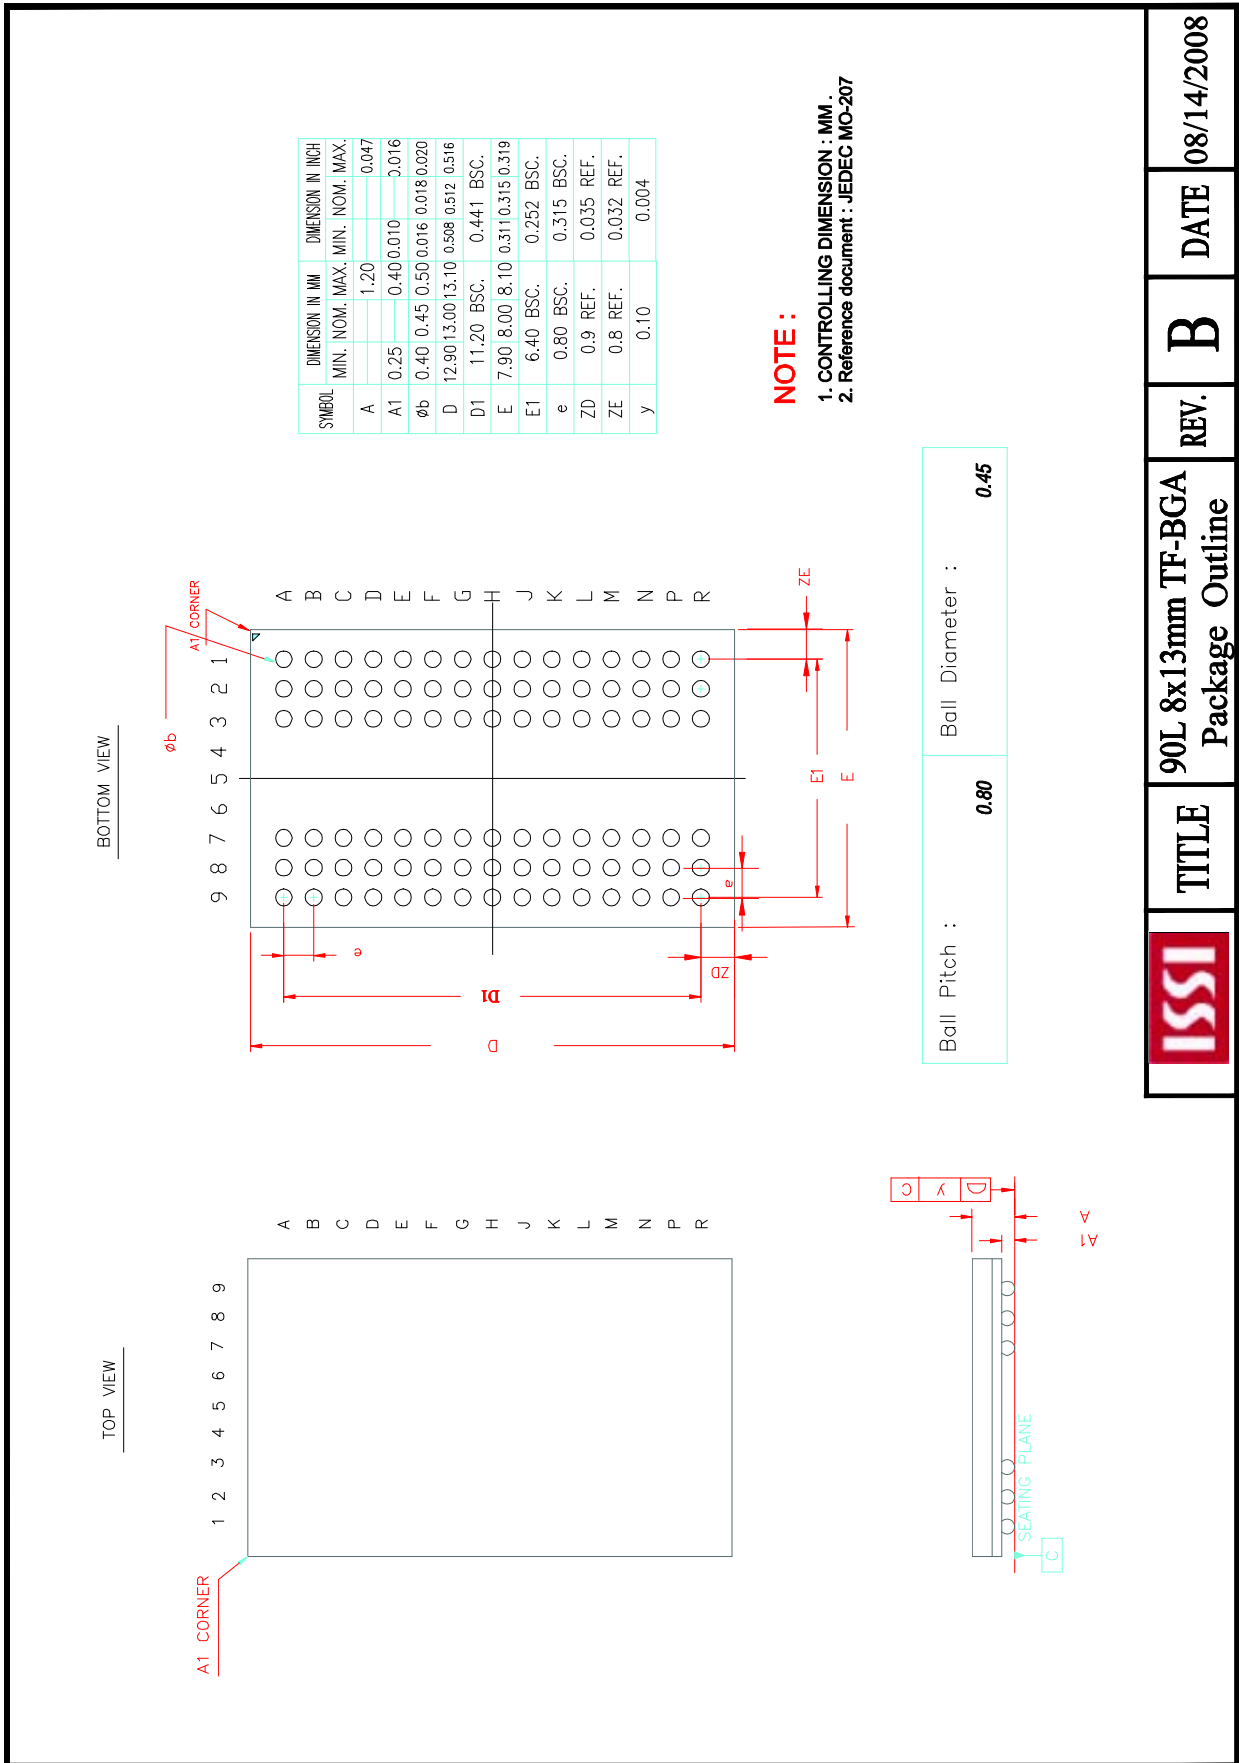 TOP VIEW
A1 CORNER
1 2 3 4 5 6 7 8 9
A
B
C
D
E
F
G
H
J
K
L
M
N
P
R
SEATING PLANE
C
D y C
A1
A
BOTTOM VIEW
øb
A1 CORNER
9 8 7 6 5 4 3 2 1
A
B
C
D
E
F
G
H
J
K
L
M
N
P
R
e
D1
D
ZD
e
E1
E
ZE
SYMBOL DIMENSION IN MM DIMENSION IN INCH
MIN. NOM. MAX. MIN. NOM. MAX.
A 1.20 0.047
A1 0.25 0.40 0.010 0.016
øb 0.40 0.45 0.50 0.016 0.018 0.020
D 12.90 13.00 13.10 0.508 0.512 0.516
D1 11.20 BSC. 0.441 BSC.
E 7.90 8.00 8.10 0.311 0.315 0.319
E1 6.40 BSC. 0.252 BSC.
e 0.80 BSC. 0.315 BSC.
ZD 0.9 REF. 0.035 REF.
ZE 0.8 REF. 0.032 REF.
y 0.10 0.004
NOTE :
1. CONTROLLING DIMENSION : MM .
2. Reference document : JEDEC MO-207
Ball Pitch : 0.80
Ball Diameter : 0.45
ISSI
TITLE
90L 8x13mm TF-BGA
Package Outline
REV.
B
DATE
08/14/2008